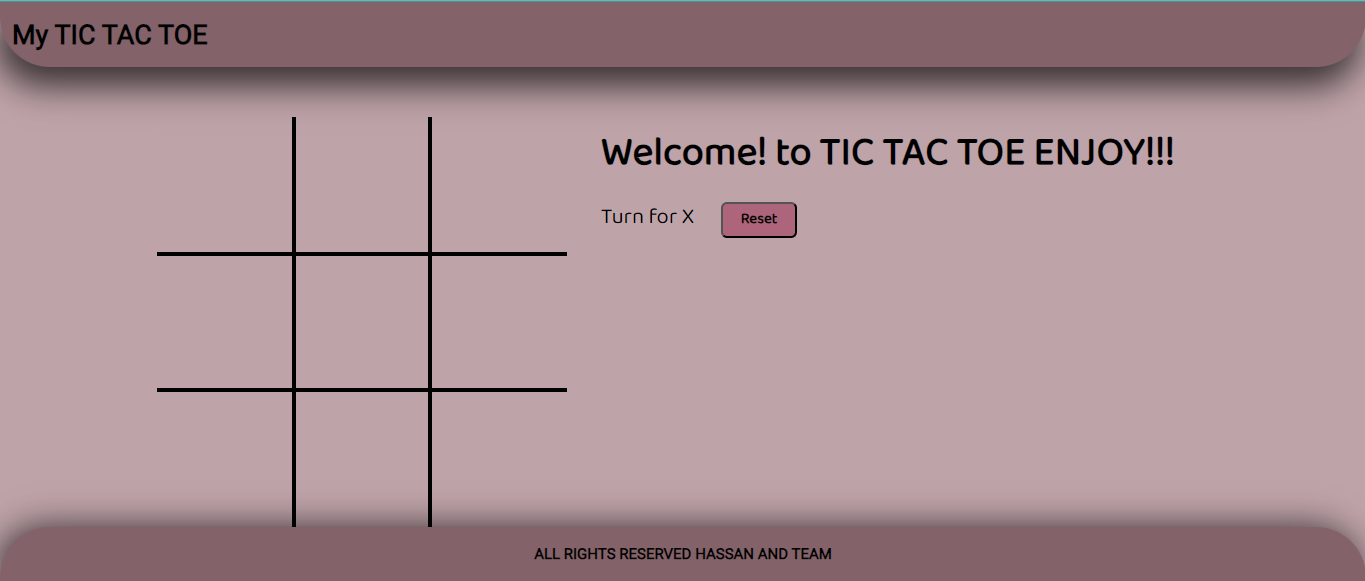 My TIC TAC TOE
Welcome! to TIC TAC TOE ENJOY!!!
Turn for X
Reset
ALL RIGHTS RESERVED HASSAN AND TEAM